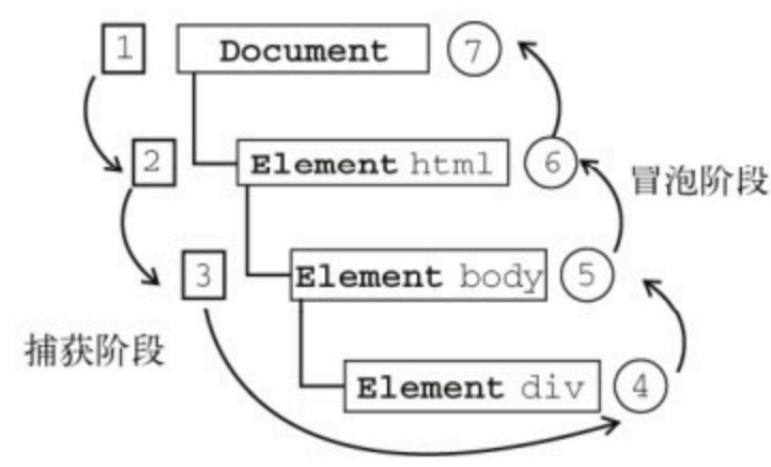 1 Document 7
2 Element html 6
冒泡阶段
3 Element body 5
捕获阶段
Element div 4